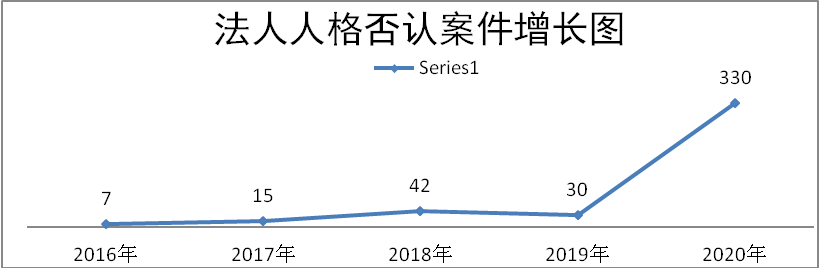 法人人格否认案件增长图
Series1
330
7
15
42
30
2016年
2017年
2018年
2019年
2020年